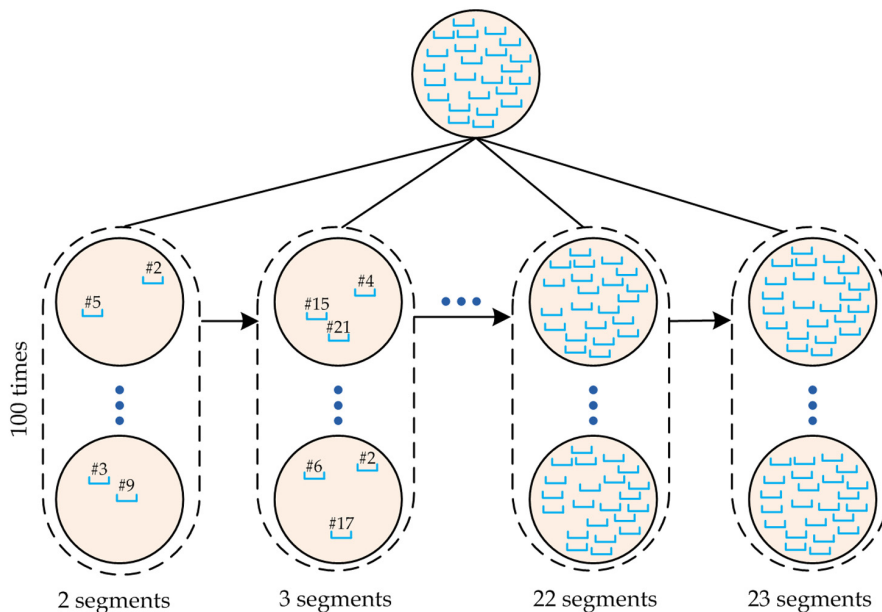 #2
#5
#4
#15
#21
100 times
#3
#9
#6
#2
#17
2 segments
3 segments
22 segments
23 segments